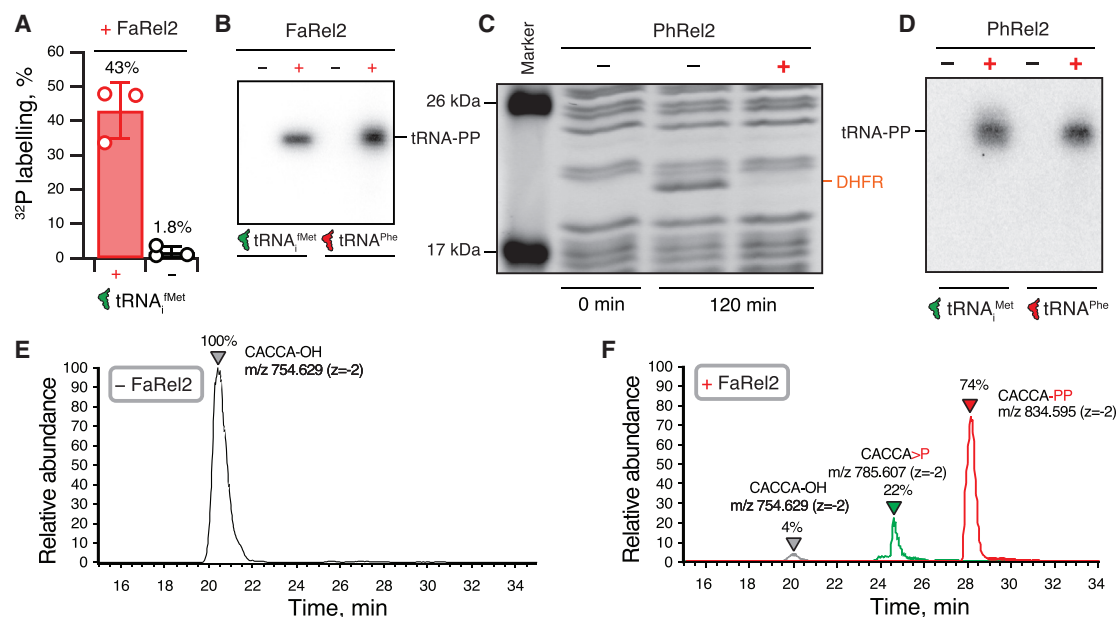 A
+ FaRel2
³²P labelling, %
60
50
40
30
20
10
0
43%
1.8%
+
–
tRNAᵢᶠᴹᵉᵗ
B
FaRel2
– + – +
tRNA-PP
tRNAᵢᶠᴹᵉᵗ
tRNAᴾʰᵉ
C
Marker
PhRel2
– – +
26 kDa
17 kDa
DHFR
0 min
120 min
D
PhRel2
– + – +
tRNA-PP
tRNAᵢᴹᵉᵗ
tRNAᴾʰᵉ
E
– FaRel2
100%
CACCA-OH
m/z 754.629 (z=-2)
Relative abundance
100
90
80
70
60
50
40
30
20
10
0
16 18 20 22 24 26 28 30 32 34
Time, min
F
+ FaRel2
74%
CACCA-PP
m/z 834.595 (z=-2)
CACCA>P
m/z 785.607 (z=-2)
22%
CACCA-OH
m/z 754.629 (z=-2)
4%
Relative abundance
100
90
80
70
60
50
40
30
20
10
0
16 18 20 22 24 26 28 30 32 34
Time, min